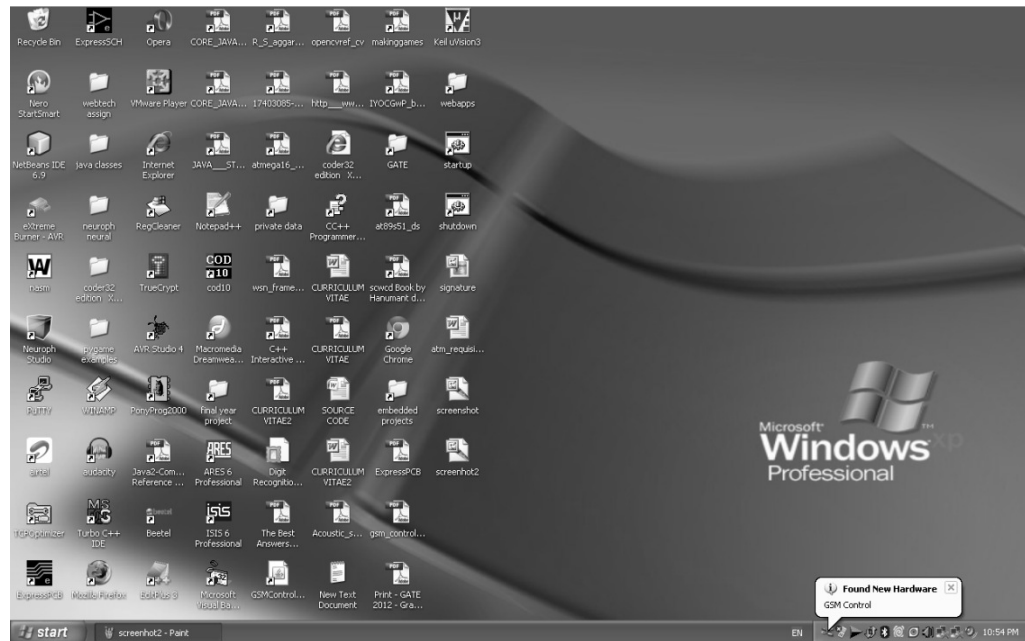 Recycle Bin
ExpressSCH
Opera
CORE_JAVA...
R_S_aggar...
opencvref_cv
makinggames
Keil uVision3
Nero
StartSmart
webtech
assign
VMware Player
CORE_JAVA...
17403085-...
http___ww...
IYOCGwP_b...
webapps
NetBeans IDE
6.9
java classes
Internet
Explorer
JAVA___ST...
atmega16_...
coder32
edition X...
GATE
startup
eXtreme
Burner - AVR
neuroph
neural
RegCleaner
Notepad++
private data
CC++
Programmer...
at89s51_ds
shutdown
nasm
coder32
edition X...
TrueCrypt
COD
10
cod10
wsn_frame...
CURRICULUM
VITAE
scwcd Book by
Hanumant d...
signature
Neuroph
Studio
pygame
examples
AVR Studio 4
Macromedia
Dreamwea...
C++
Interactive ...
CURRICULUM
VITAE
Google
Chrome
atm_requisi...
PuTTY
WINAMP
PonyProg2000
final year
project
CURRICULUM
VITAE2
SOURCE
CODE
embedded
projects
screenshot
airtel
audacity
Java2-Com...
Reference ...
ARES
ARES 6
Professional
Digit
Recognitio...
CURRICULUM
VITAE2
ExpressPCB
screenhot2
TCPOptimizer
Turbo C++
IDE
Beetel
isis
ISIS 6
Professional
The Best
Answers...
Acoustic_s...
gsm_control...
ExpressPCB
Mozilla Firefox
EditPlus 3
Microsoft
Visual Ba...
GSMControl...
New Text
Document
Print - GATE
2012 - Gra...
Microsoft
Windows xp
TM
Professional
Found New Hardware
GSM Control
start
screenhot2 - Paint
EN
10:54 PM